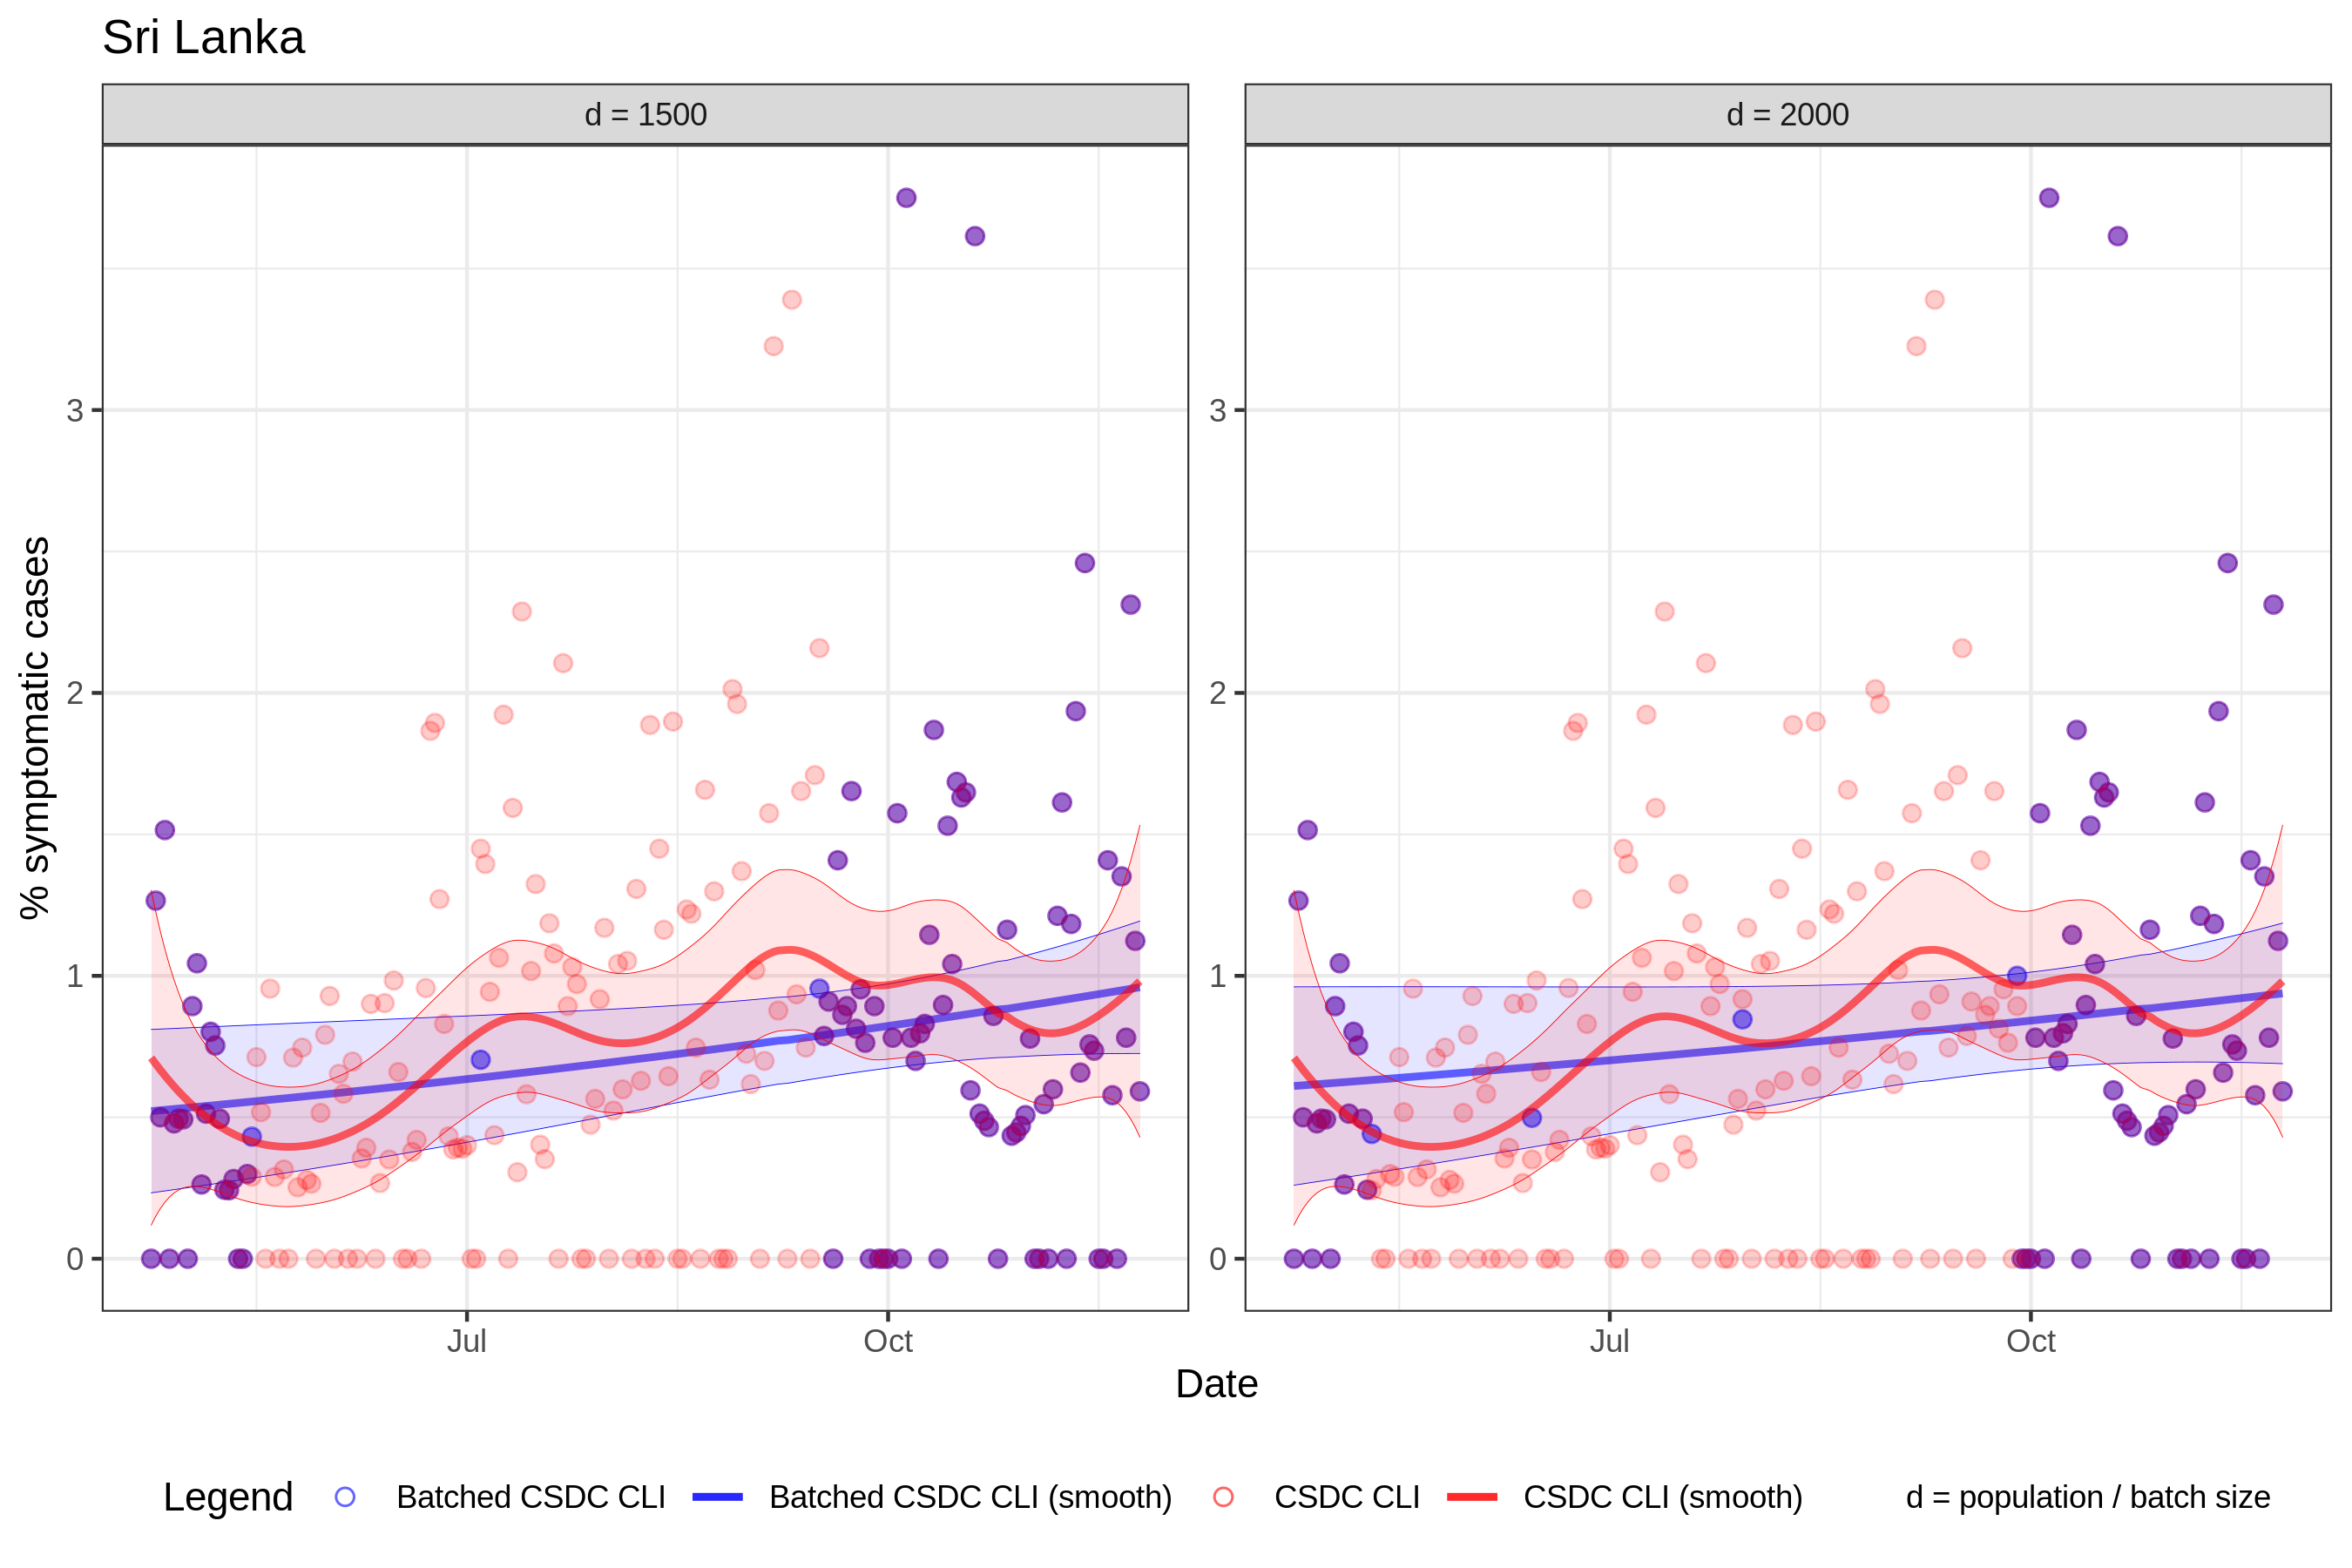 Sri Lanka
d = 1500
d = 2000
% symptomatic cases
3
2
1
0
3
2
1
0
Jul
Oct
Jul
Oct
Date
Legend
Batched CSDC CLI
Batched CSDC CLI (smooth)
CSDC CLI
CSDC CLI (smooth)
d = population / batch size